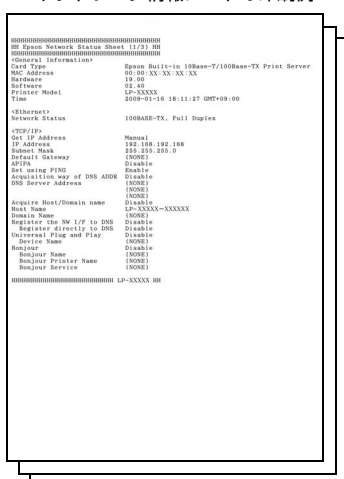 HHHHHHHHHHHHHHHHHHHHHHHHHHHHHHHHHHHHH
HH Epson Network Status Sheet (1/3) HH
HHHHHHHHHHHHHHHHHHHHHHHHHHHHHHHHHHHHH
<General Information>
Card Type Epson Built-in 10Base-T/100Base-TX Print Server
MAC Address 00:00:XX:XX:XX:XX
Hardware 19.00
Software 02.40
Printer Model LP-XXXXX
Time 2009-01-16 18:11:27 GMT+09:00
<Ethernet>
Network Status 100BASE-TX, Full Duplex
<TCP/IP>
Get IP Address Manual
IP Address 192.168.192.168
Subnet Mask 255.255.255.0
Default Gateway (NONE)
APIPA Disable
Set using PING Enable
Acquisition way of DNS ADDR Disable
DNS Server Address (NONE)
(NONE)
(NONE)
Acquire Host/Domain name Disable
Host Name LP-XXXXX-XXXXXX
Domain Name (NONE)
Register the NW I/F to DNS Disable
Register directly to DNS Disable
Universal Plug and Play Disable
Device Name (NONE)
Bonjour Disable
Bonjour Name (NONE)
Bonjour Printer Name (NONE)
Bonjour Service (NONE)
HHHHHHHHHHHHHHHHHHHHHHHHHH LP-XXXXX HH